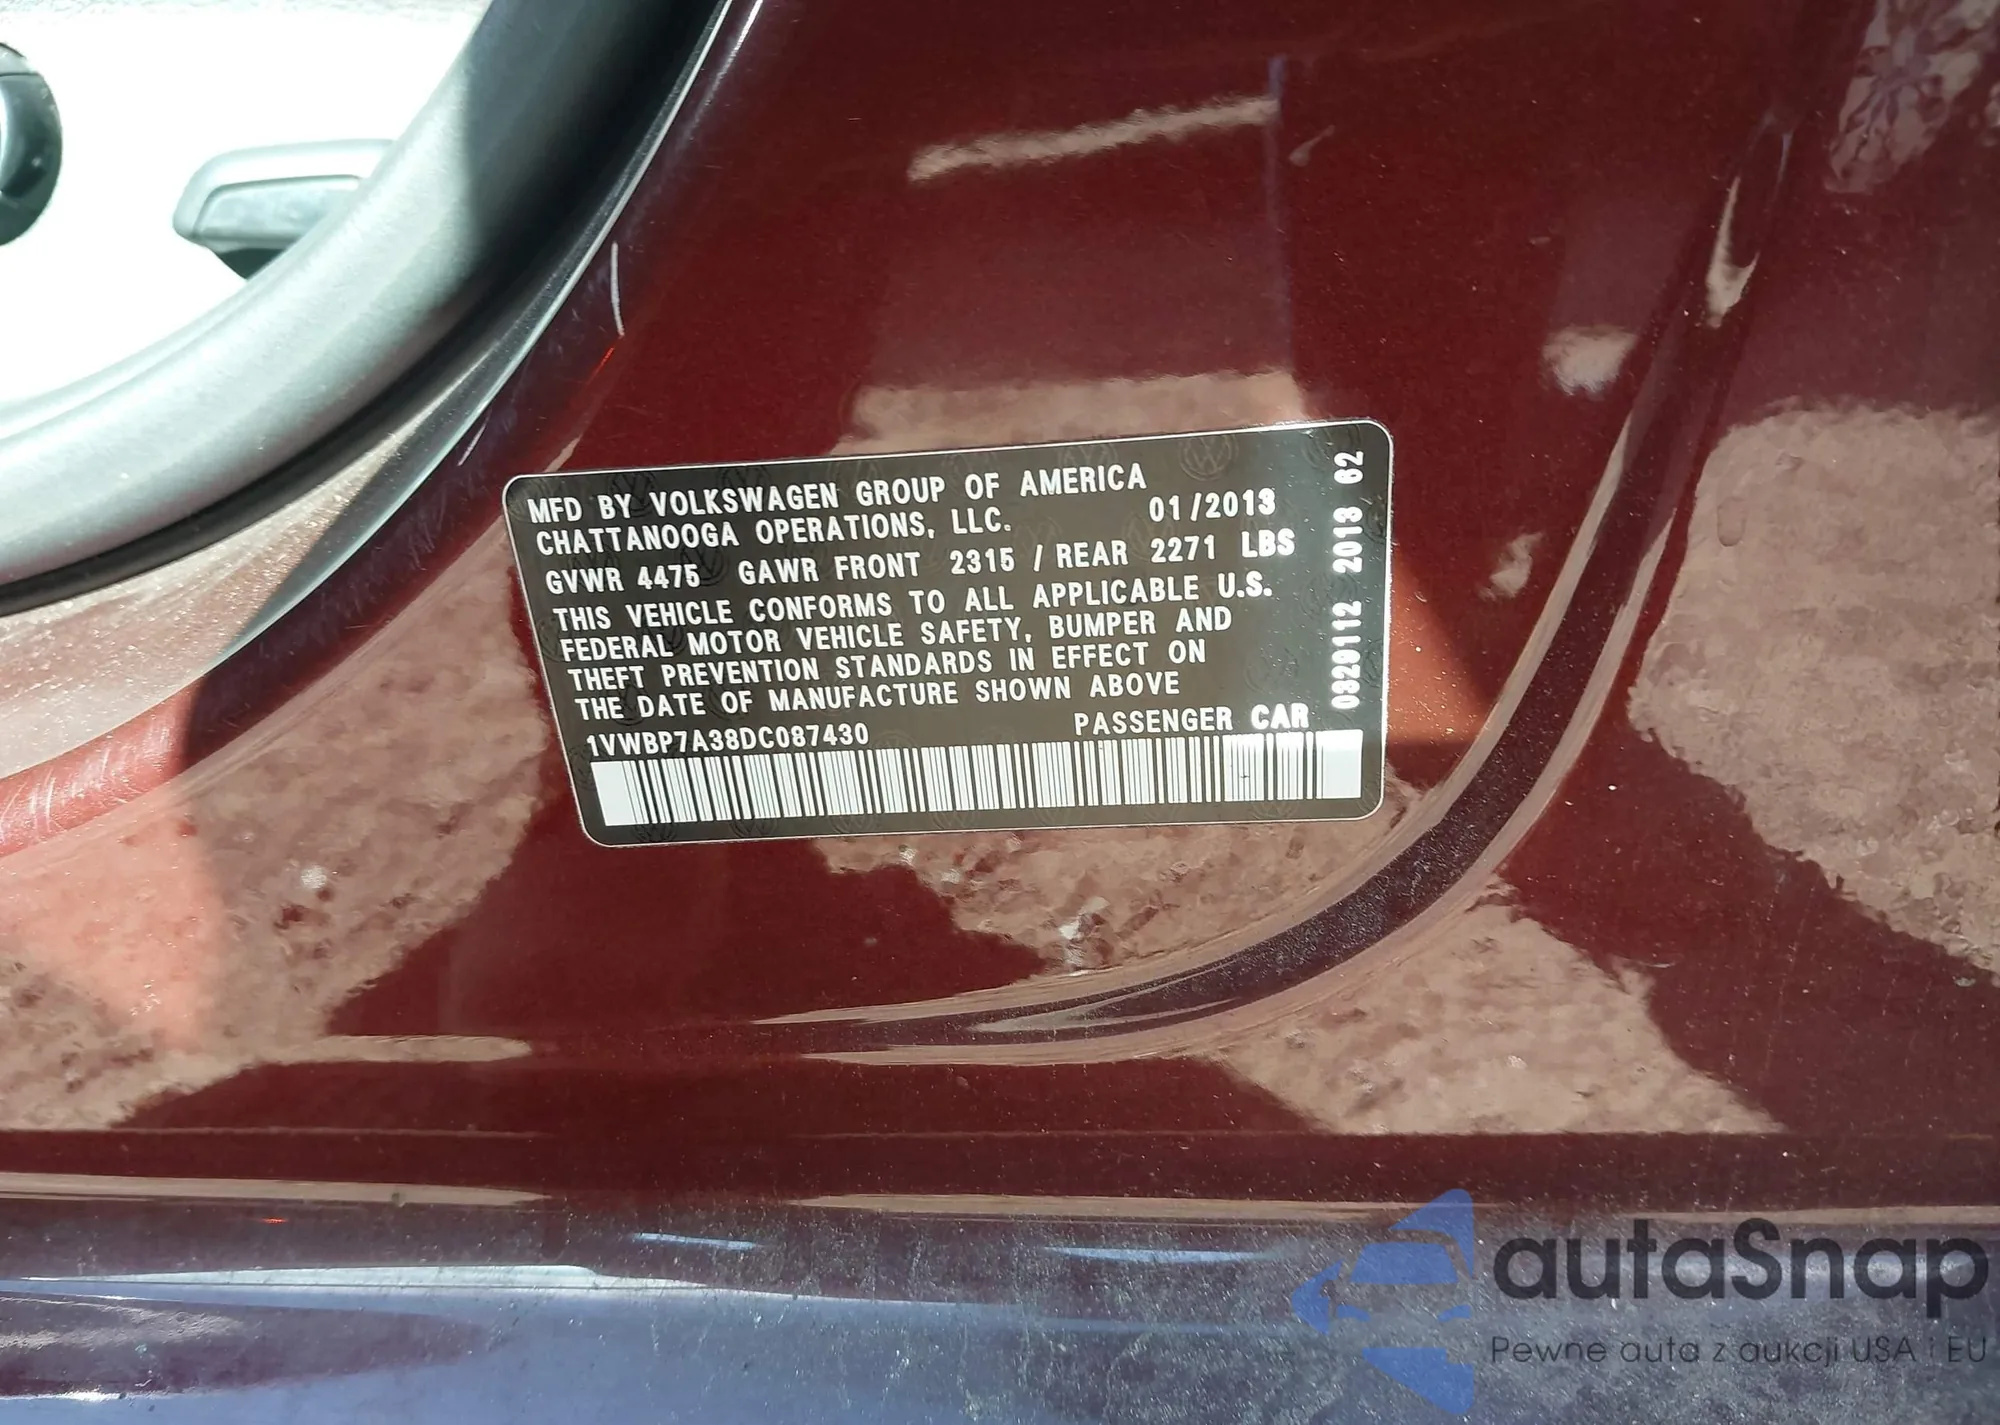 MFD BY VOLKSWAGEN GROUP OF AMERICA
CHATTANOOGA OPERATIONS, LLC. 01/2013
GVWR 4475 GAWR FRONT 2315 / REAR 2271 LBS
THIS VEHICLE CONFORMS TO ALL APPLICABLE U.S.
FEDERAL MOTOR VEHICLE SAFETY, BUMPER AND
THEFT PREVENTION STANDARDS IN EFFECT ON
THE DATE OF MANUFACTURE SHOWN ABOVE
1VWBP7A38DC087430 PASSENGER CAR
03291112 2013 62
autaSnap
Pewne auta z aukcji USA i EU